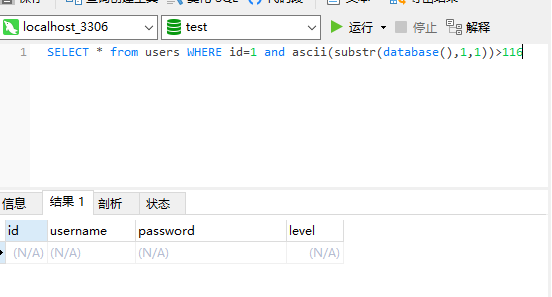 localhost_3306 test 运行 停止 解释
1 SELECT * from users WHERE id=1 and ascii(substr(database(),1,1))>116
信息 结果 1 剖析 状态
id username password level
(N/A) (N/A) (N/A) (N/A)